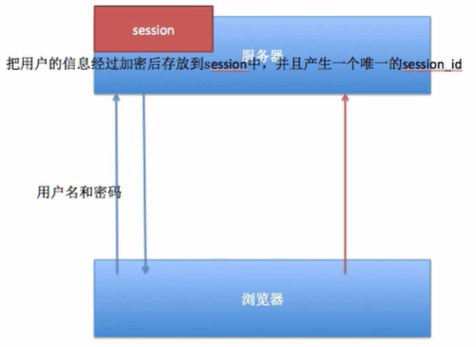 session
服务器
把用户的信息经过加密后存放到session中，并且产生一个唯一的session_id
用户名和密码
浏览器